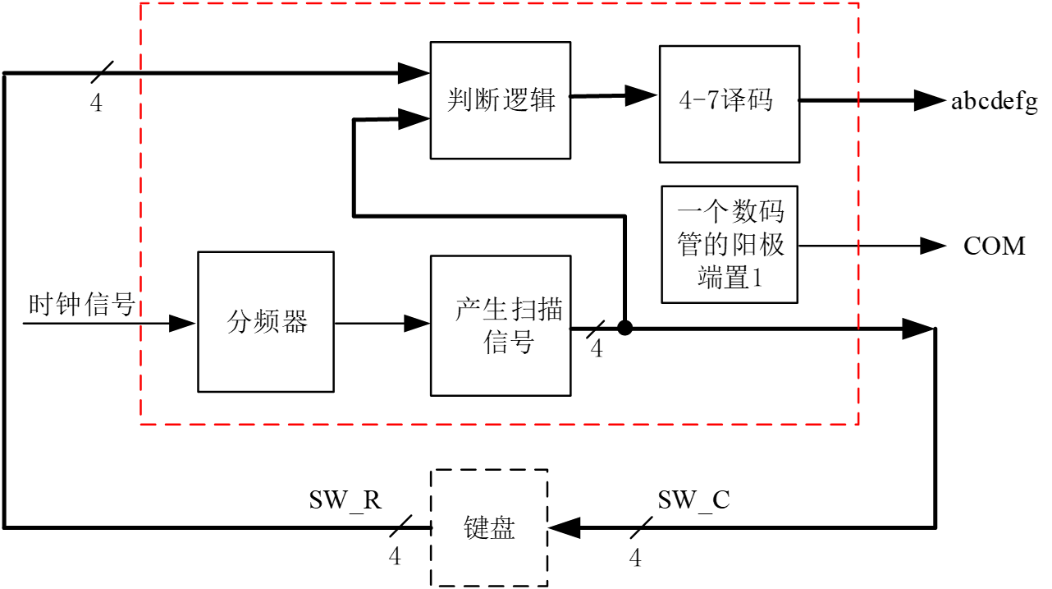 4
判断逻辑
4-7译码
abcdefg
一个数码
管的阳极
端置1
COM
时钟信号
分频器
产生扫描
信号
4
SW_R
4
键盘
SW_C
4